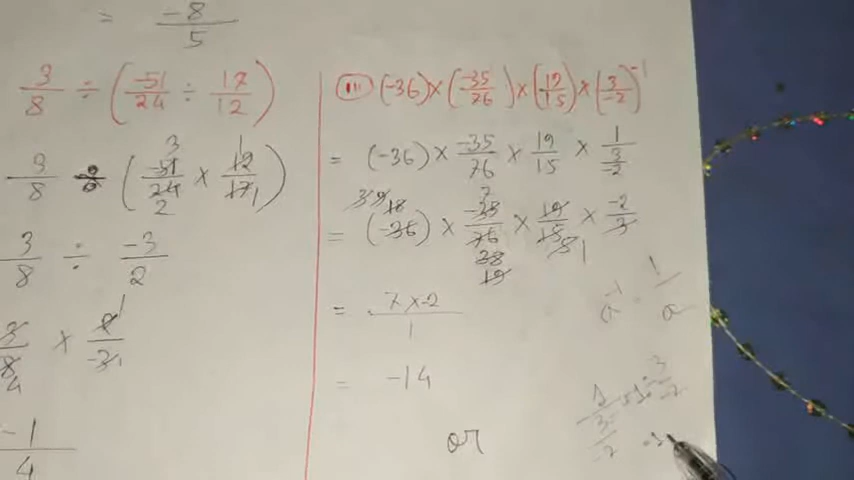 = -8/5
3/8 ÷ (-51/24 ÷ 17/12)
3/8 ÷ (-51/24 × 12/17)
3/8 ÷ -3/2
3/8 × 2/-3
-1/4
(iii) (-36) × (-35/76) × (19/15) × (3/-2)^-1
= (-36) × -35/76 × 19/15 × 1/(3/-2)
= (-36) × -35/76 × 19/15 × -2/3
= 7 × -2/1
= -14
or
a^-1 = 1/a